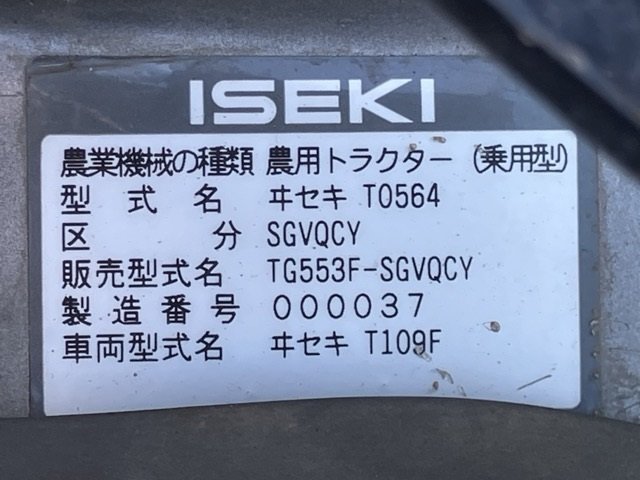 ISEKI
農業機械の種類 農用トラクター (乗用型)
型式名 ヰセキ T0564
区分 SGVQCY
販売型式名 TG553F-SGVQCY
製造番号 000037
車両型式名 ヰセキ T109F